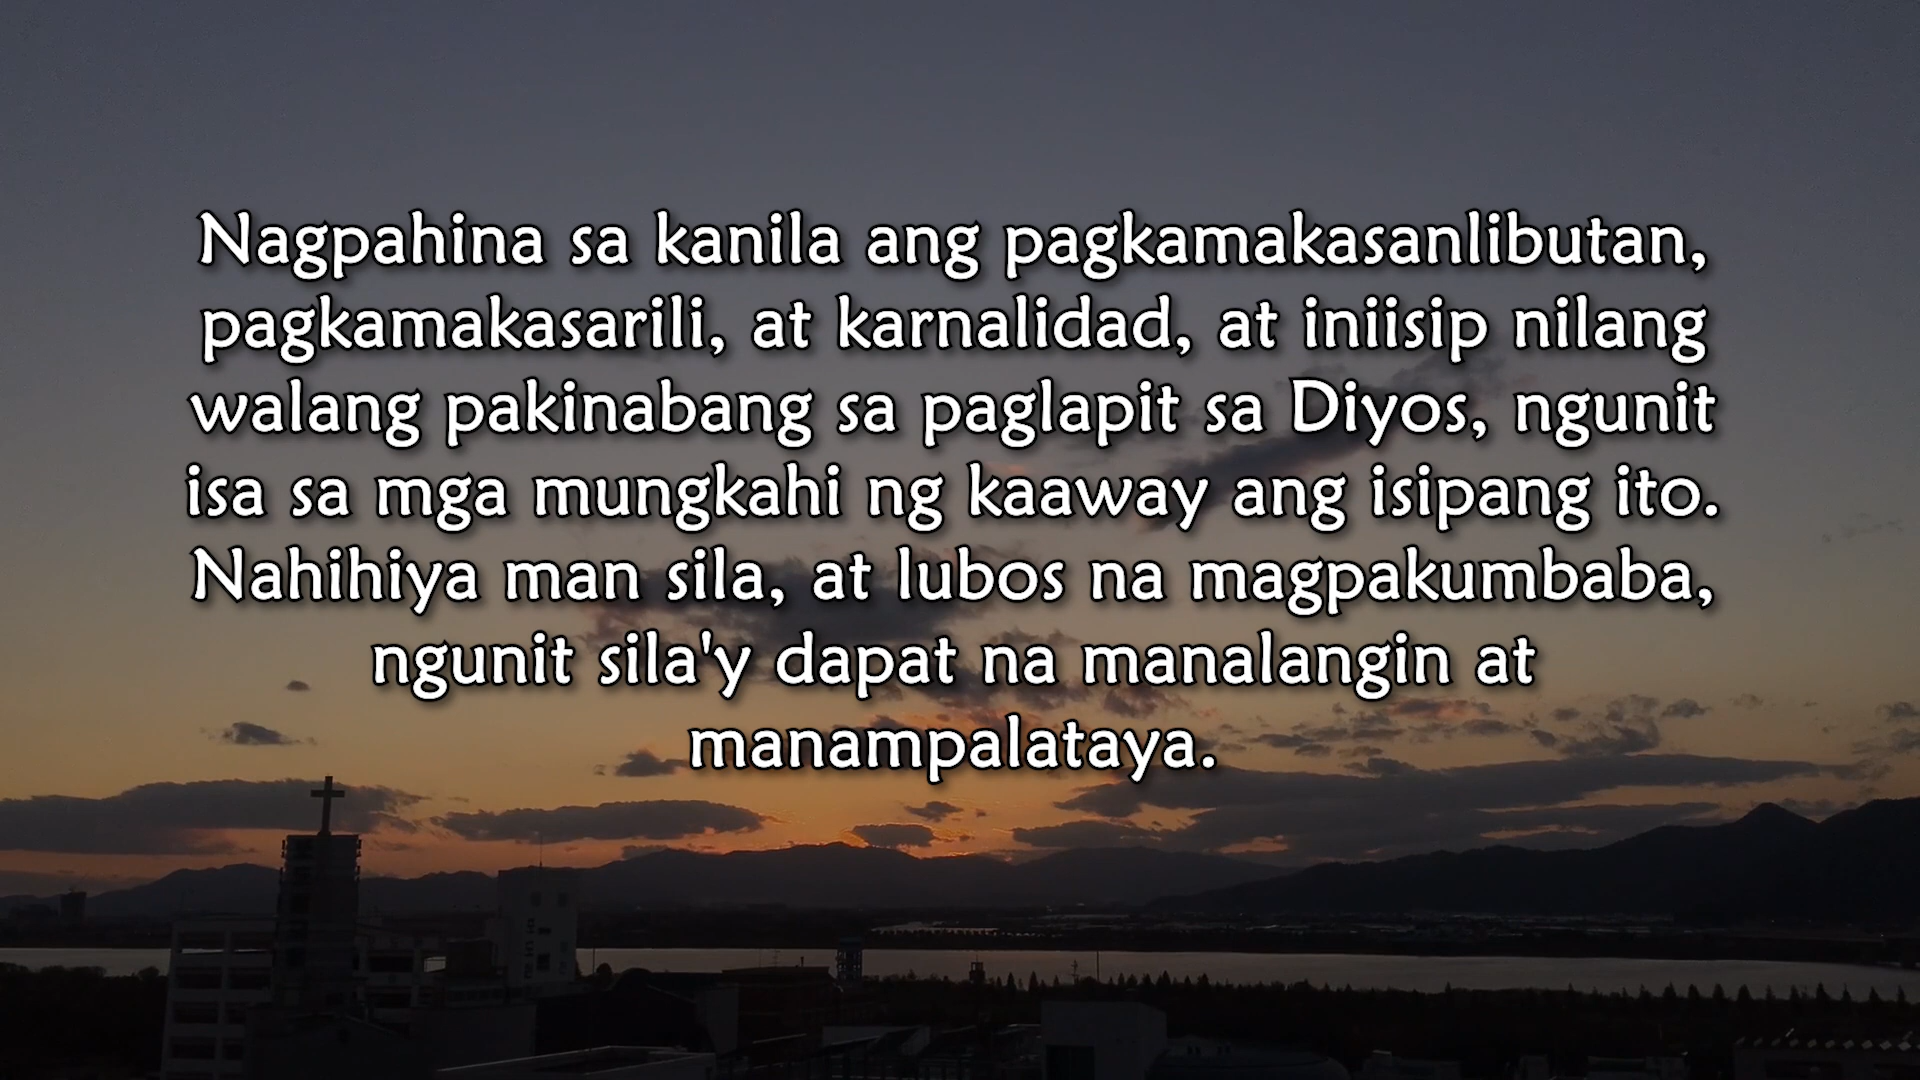 Nagpahina sa kanila ang pagkamakasanlibutan,
pagkamakasarili, at karnalidad, at iniisip nilang
walang pakinabang sa paglapit sa Diyos, ngunit
isa sa mga mungkahi ng kaaway ang isipang ito.
Nahihiya man sila, at lubos na magpakumbaba,
ngunit sila'y dapat na manalangin at
manampalataya.